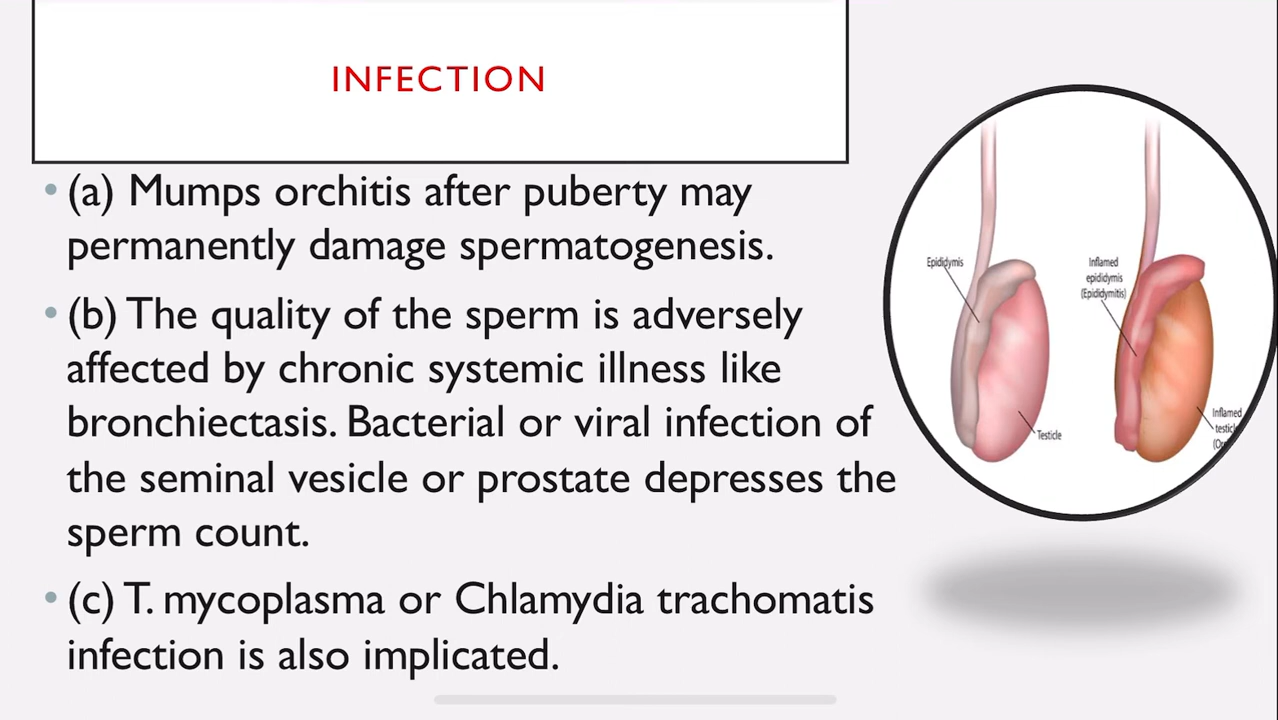 INFECTION
• (a) Mumps orchitis after puberty may
permanently damage spermatogenesis.
• (b) The quality of the sperm is adversely
affected by chronic systemic illness like
bronchiectasis. Bacterial or viral infection of
the seminal vesicle or prostate depresses the
sperm count.
• (c) T. mycoplasma or Chlamydia trachomatis
infection is also implicated.
Epididymis
Testicle
Inflamed
epididymis
(Epididymitis)
Inflamed